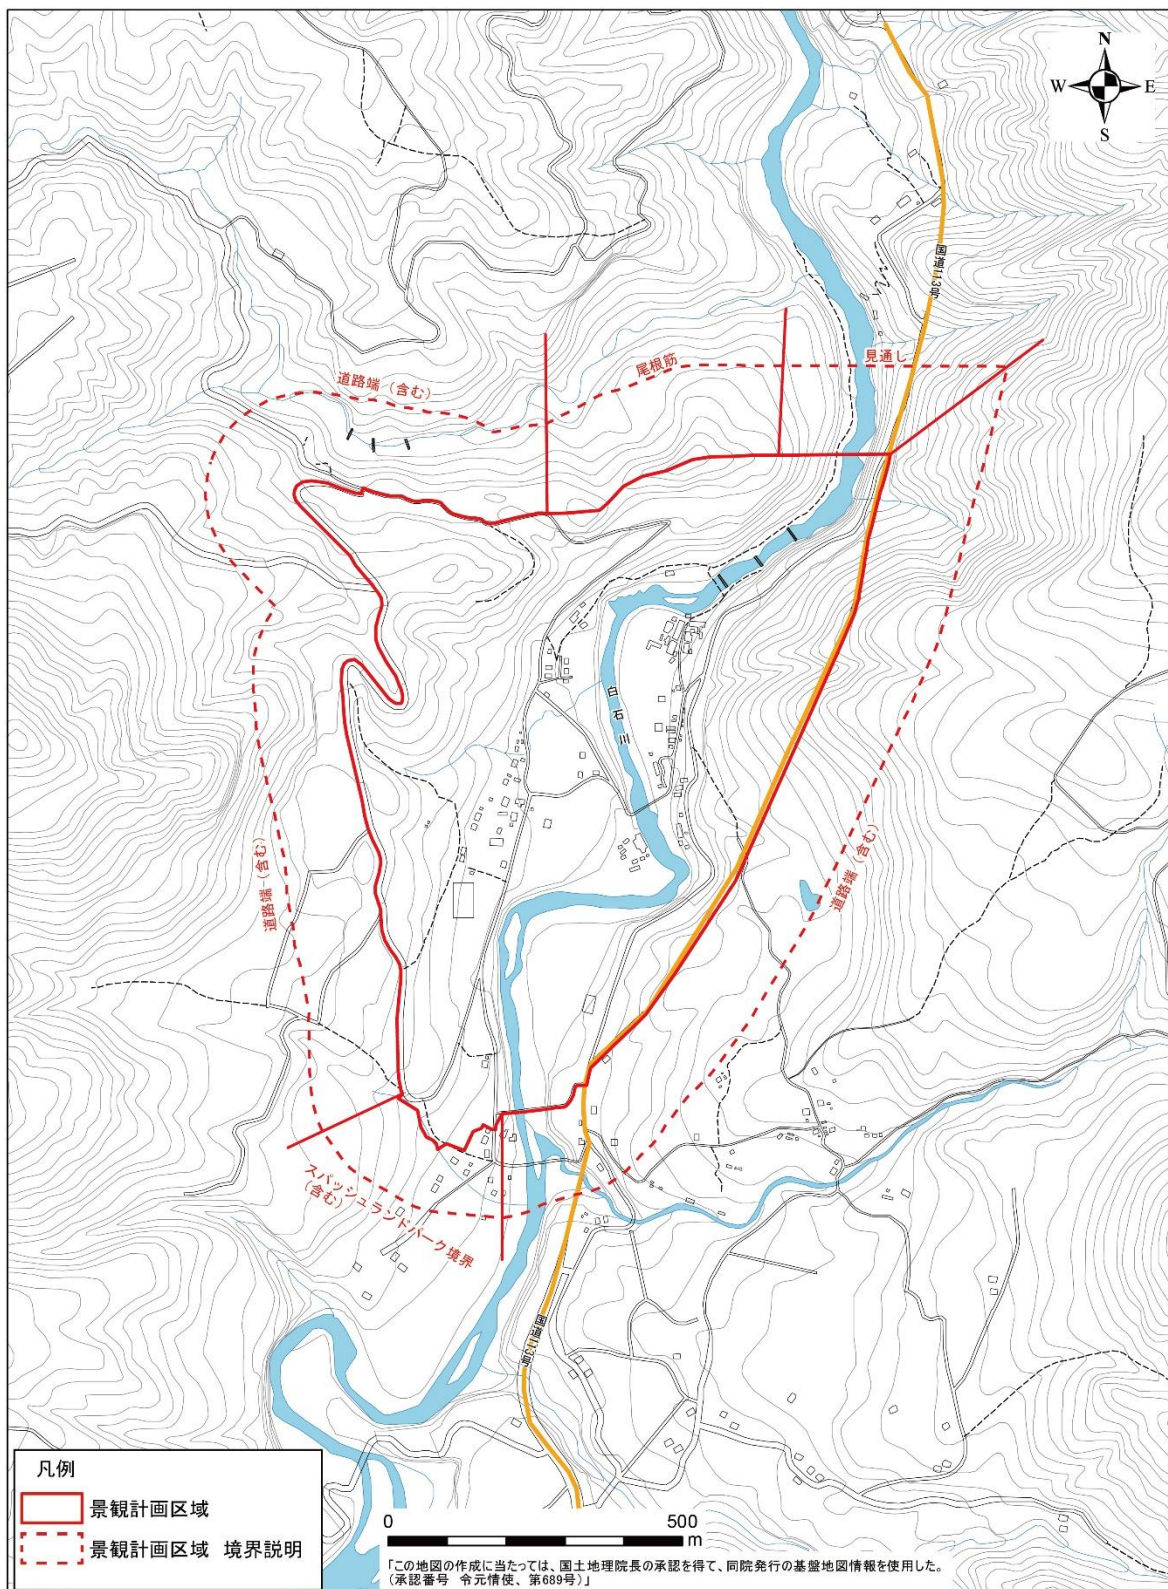 N
W
E
S
国道113号
見通し
尾根筋
道路端（含む）
白石川
道路端（含む）
道路端（含む）
スパッシュランドパーク境界
（含む）
国道113号
凡例
景観計画区域
景観計画区域 境界説明
0 500
m
「この地図の作成に当たっては、国土地理院長の承認を得て、同院発行の基盤地図情報を使用した。
（承認番号 令元情使、第689号）」